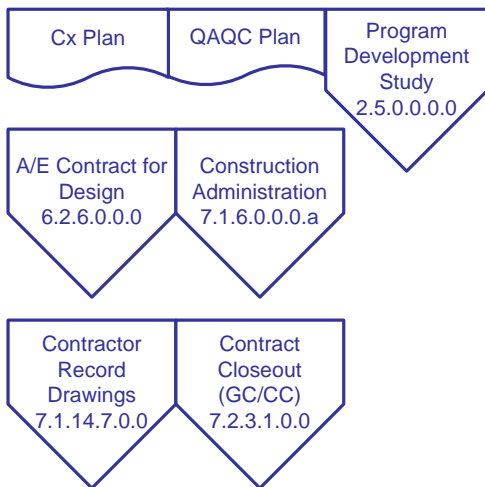 Cx Plan
QAQC Plan
Program
Development
Study
2.5.0.0.0.0
A/E Contract for
Design
6.2.6.0.0.0
Construction
Administration
7.1.6.0.0.0.a
Contractor
Record
Drawings
7.1.14.7.0.0
Contract
Closeout
(GC/CC)
7.2.3.1.0.0